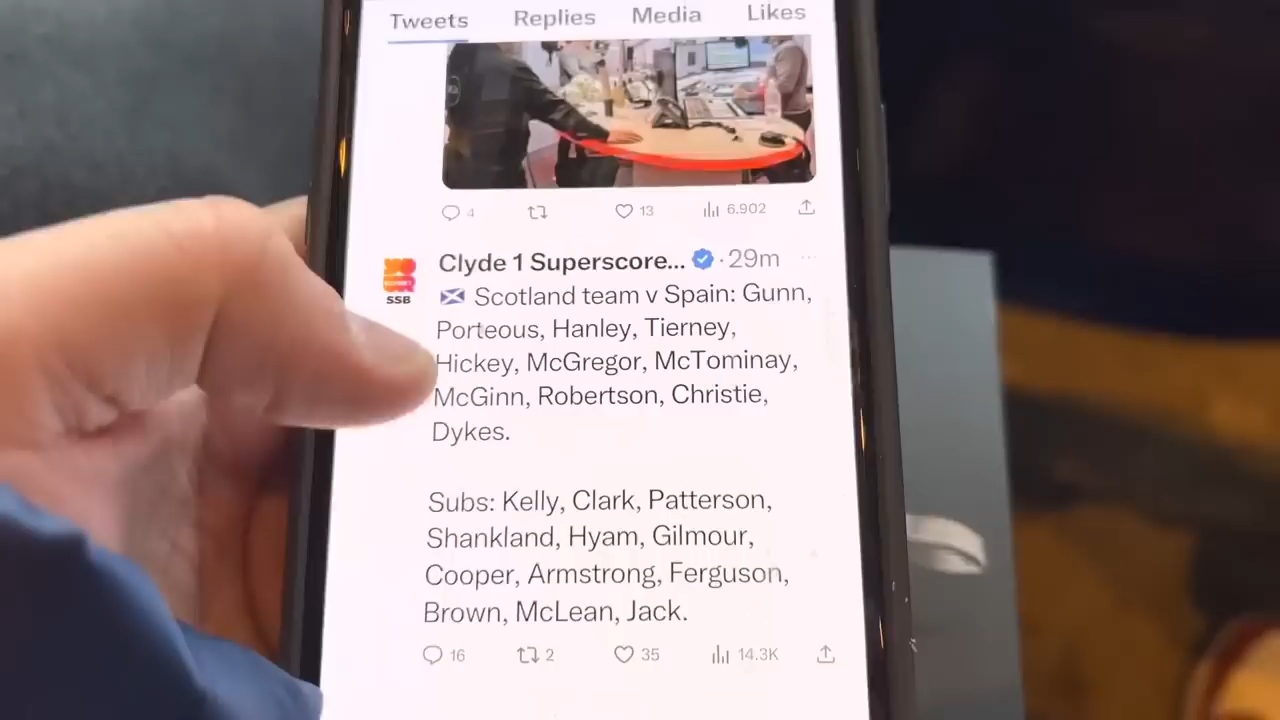 Tweets Replies Media Likes
4 13 6.902
Clyde 1 Superscore... · 29m
SSB
Scotland team v Spain: Gunn,
Porteous, Hanley, Tierney,
Hickey, McGregor, McTominay,
McGinn, Robertson, Christie,
Dykes.
Subs: Kelly, Clark, Patterson,
Shankland, Hyam, Gilmour,
Cooper, Armstrong, Ferguson,
Brown, McLean, Jack.
16 2 35 14.3K